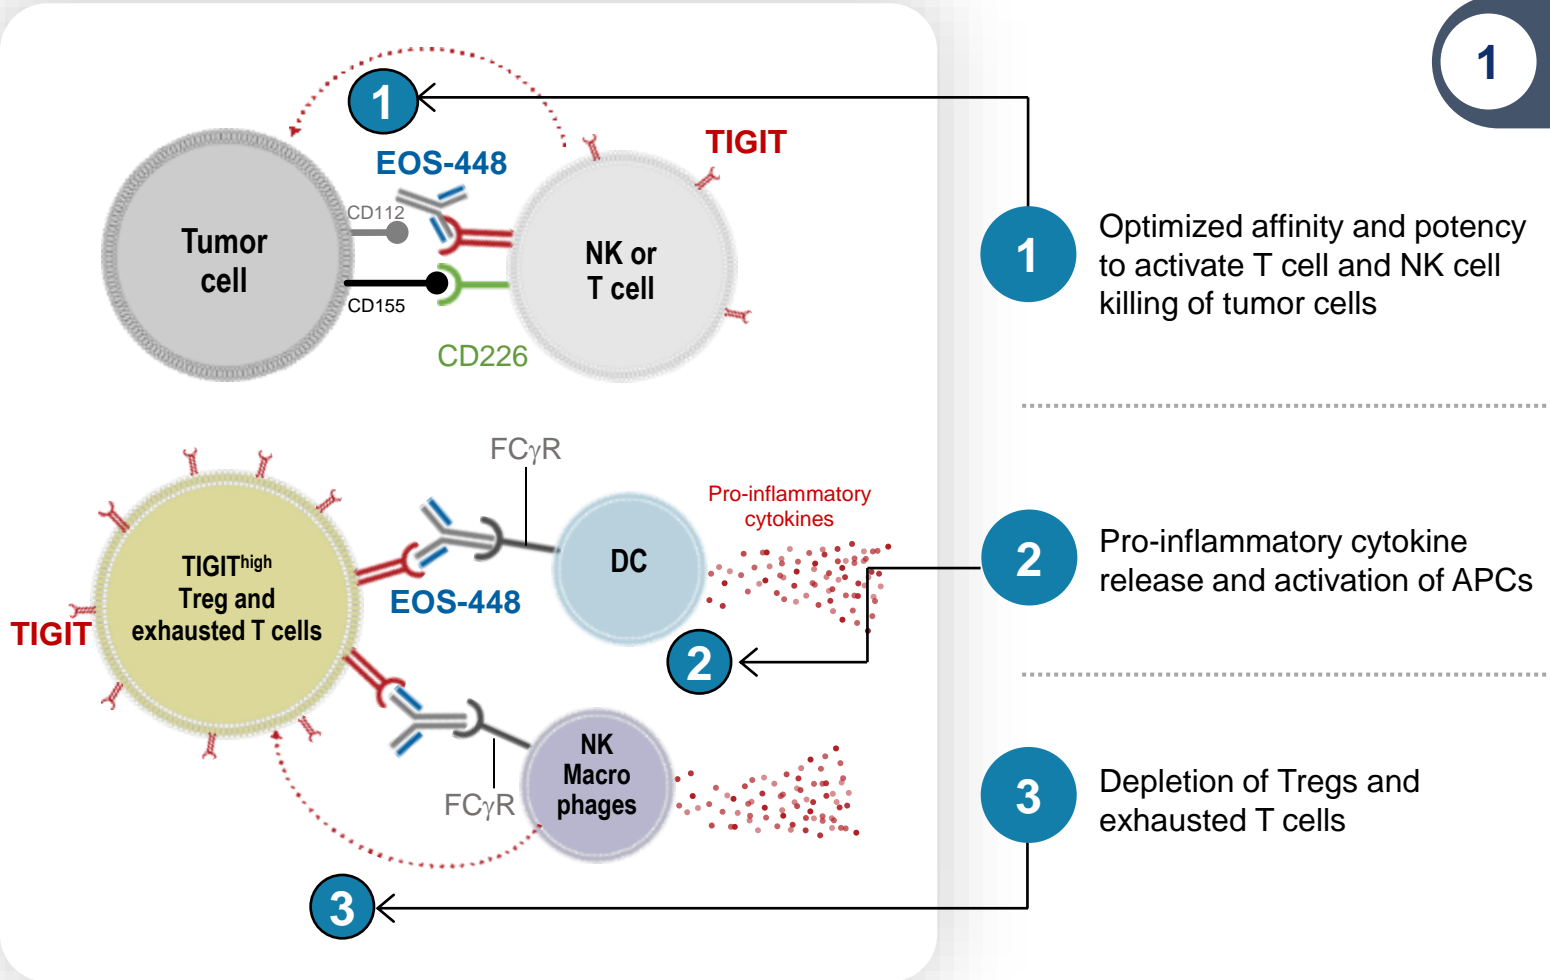 1
1
TIGIT
EOS-448
CD112
Tumor
cell
NK or
T cell
CD155
CD226
1
Optimized affinity and potency
to activate T cell and NK cell
killing of tumor cells
FCγR
Pro-inflammatory
cytokines
DC
TIGIThigh
Treg and
exhausted T cells
EOS-448
TIGIT
2
2
Pro-inflammatory cytokine
release and activation of APCs
NK
Macro
phages
FCγR
3
3
Depletion of Tregs and
exhausted T cells